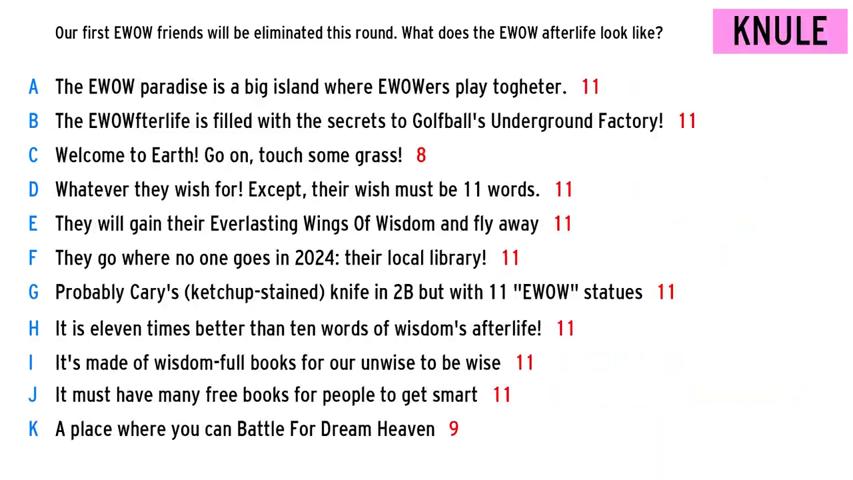 Our first EWOW friends will be eliminated this round. What does the EWOW afterlife look like?
KNULE
A The EWOW paradise is a big island where EWOWers play togheter. 11
B The EWOWfterlife is filled with the secrets to Golfball's Underground Factory! 11
C Welcome to Earth! Go on, touch some grass! 8
D Whatever they wish for! Except, their wish must be 11 words. 11
E They will gain their Everlasting Wings Of Wisdom and fly away 11
F They go where no one goes in 2024: their local library! 11
G Probably Cary's (ketchup-stained) knife in 2B but with 11 "EWOW" statues 11
H It is eleven times better than ten words of wisdom's afterlife! 11
I It's made of wisdom-full books for our unwise to be wise 11
J It must have many free books for people to get smart 11
K A place where you can Battle For Dream Heaven 9